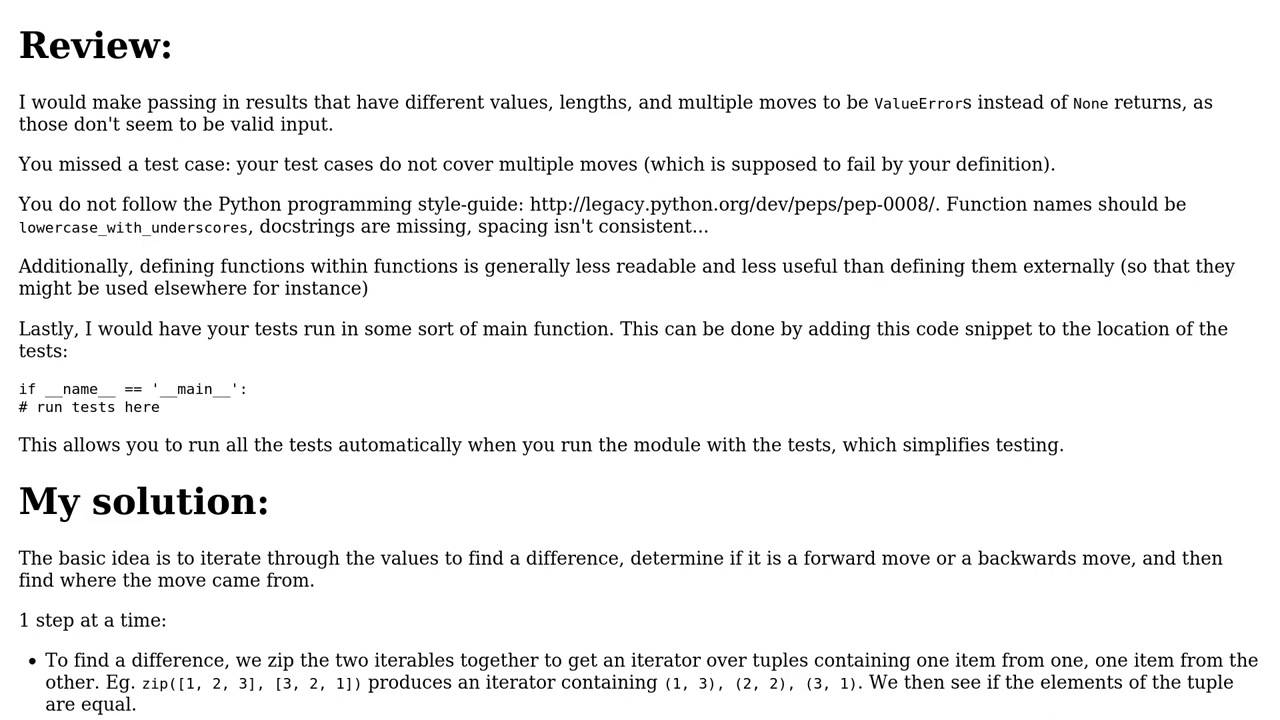 Review:
I would make passing in results that have different values, lengths, and multiple moves to be ValueErrors instead of None returns, as
those don't seem to be valid input.
You missed a test case: your test cases do not cover multiple moves (which is supposed to fail by your definition).
You do not follow the Python programming style-guide: http://legacy.python.org/dev/peps/pep-0008/. Function names should be
lowercase_with_underscores, docstrings are missing, spacing isn't consistent...
Additionally, defining functions within functions is generally less readable and less useful than defining them externally (so that they
might be used elsewhere for instance)
Lastly, I would have your tests run in some sort of main function. This can be done by adding this code snippet to the location of the
tests:
if __name__ == '__main__':
# run tests here
This allows you to run all the tests automatically when you run the module with the tests, which simplifies testing.
My solution:
The basic idea is to iterate through the values to find a difference, determine if it is a forward move or a backwards move, and then
find where the move came from.
1 step at a time:
• To find a difference, we zip the two iterables together to get an iterator over tuples containing one item from one, one item from the
other. Eg. zip([1, 2, 3], [3, 2, 1]) produces an iterator containing (1, 3), (2, 2), (3, 1). We then see if the elements of the tuple
are equal.